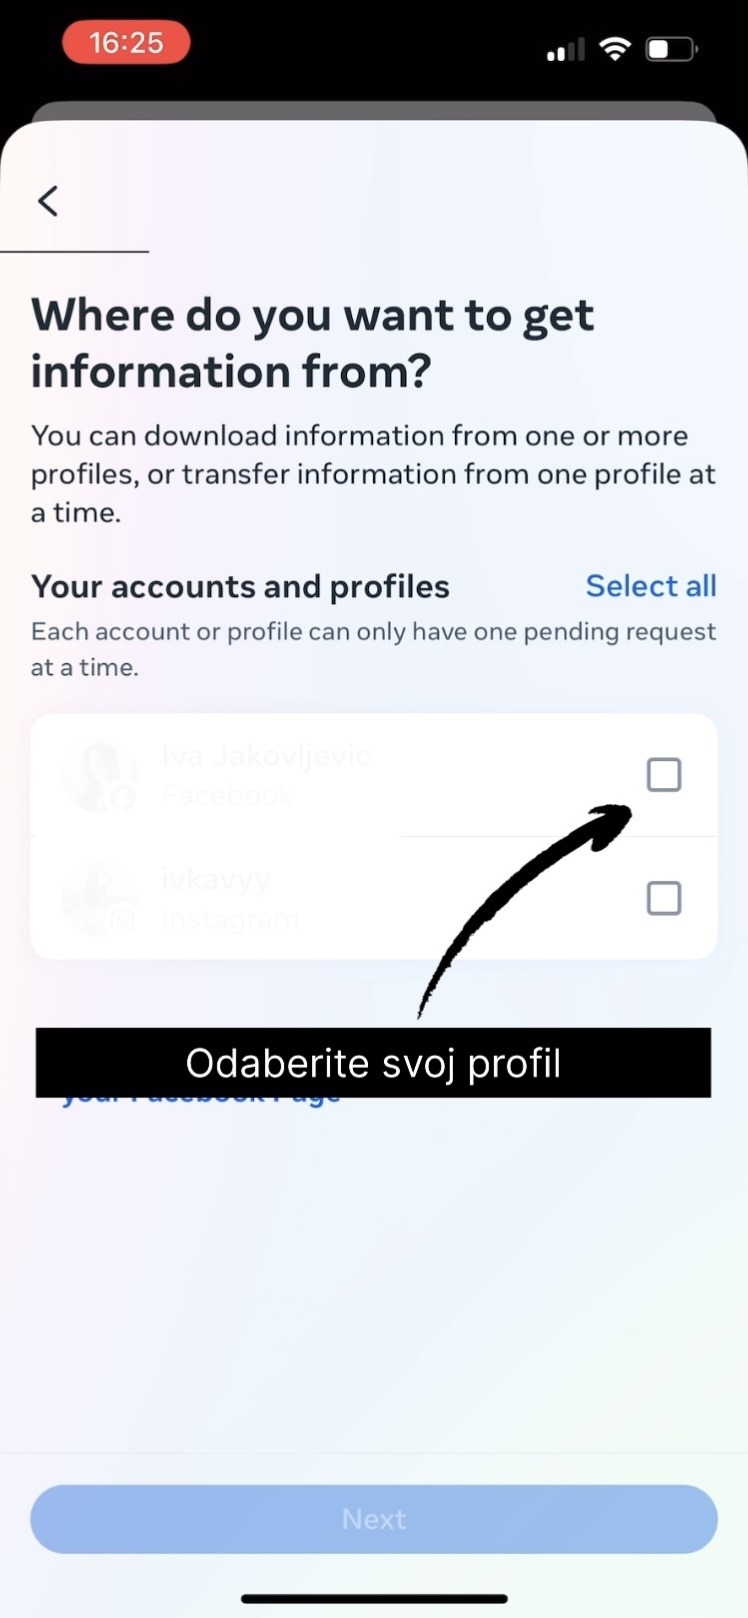 16:25
Where do you want to get
information from?
You can download information from one or more
profiles, or transfer information from one profile at
a time.
Your accounts and profiles
Select all
Each account or profile can only have one pending request
at a time.
Iva Jakovljevic
Facebook
ivkavyy
Instagram
Odaberite svoj profil
your Facebook Page
Next